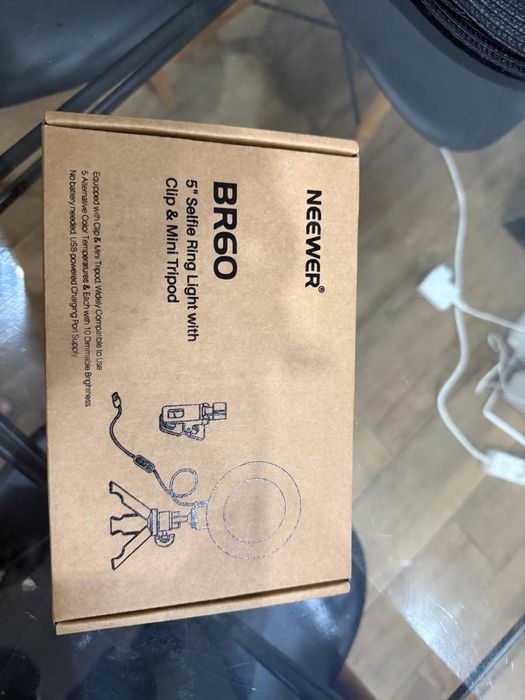 NEEWER®
BR60
5" Selfie Ring Light with
Clip & Mini Tripod
Equipped with Clip & Mini Tripod, Widely Compatible to Use
5 Alternative Color Temperatures & Each with 10 Dimmable Brightness
No battery needed, USB-powered Charging Port Supply